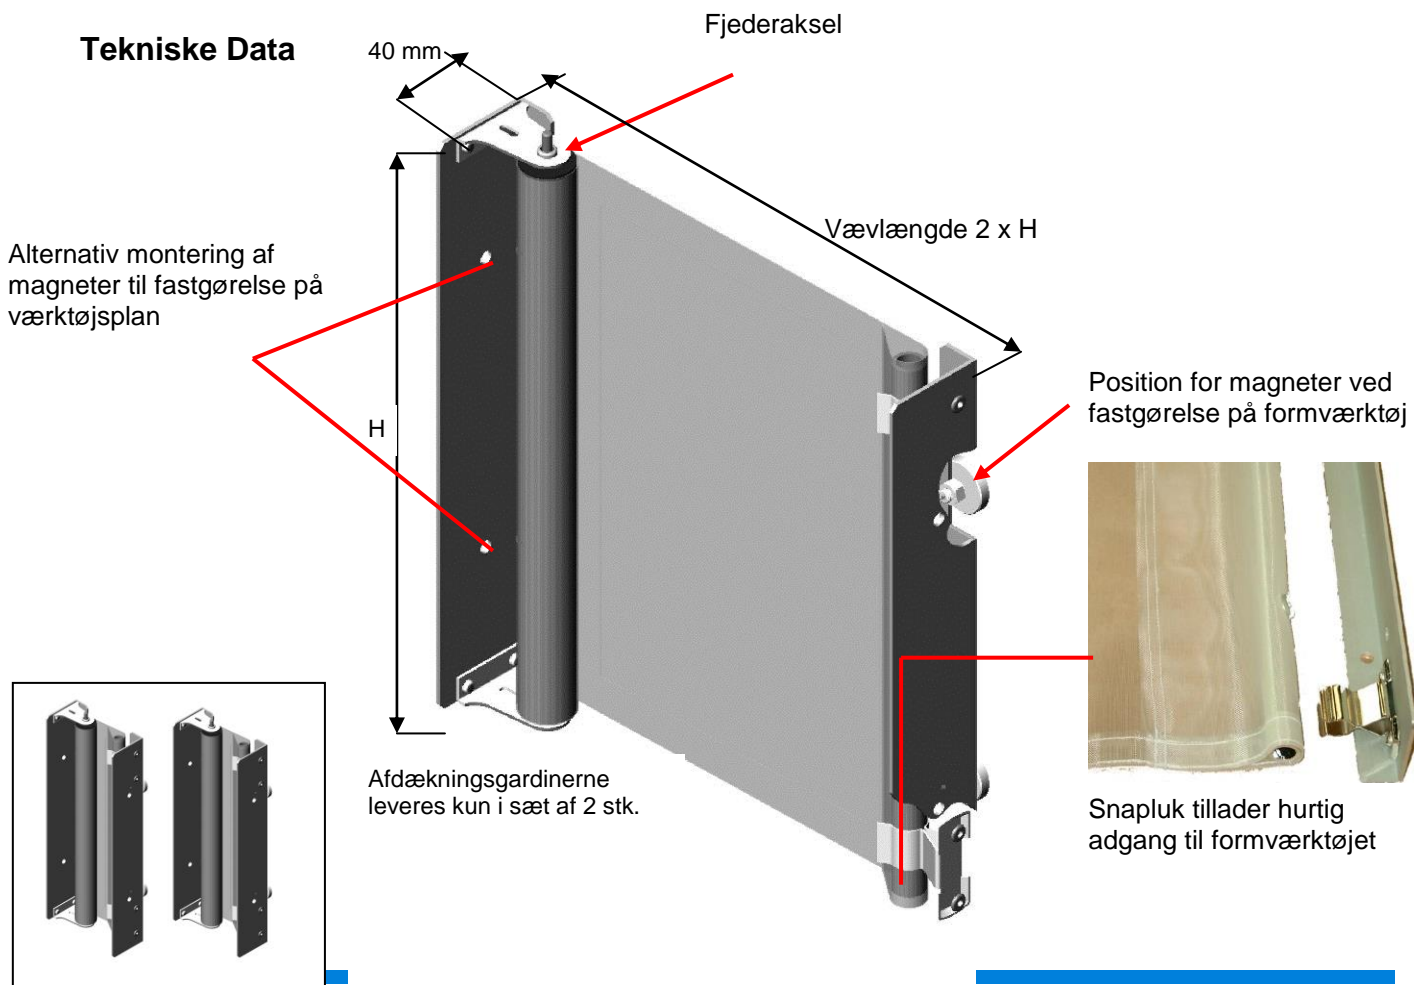 Tekniske Data
40 mm
Fjederaksel
Vævlængde 2 x H
Alternativ montering af
magneter til fastgørelse på
værktøjsplan
H
Position for magneter ved
fastgørelse på formværktøj
Afdækningsgardinerne
leveres kun i sæt af 2 stk.
Snapluk tillader hurtig
adgang til formværktøjet